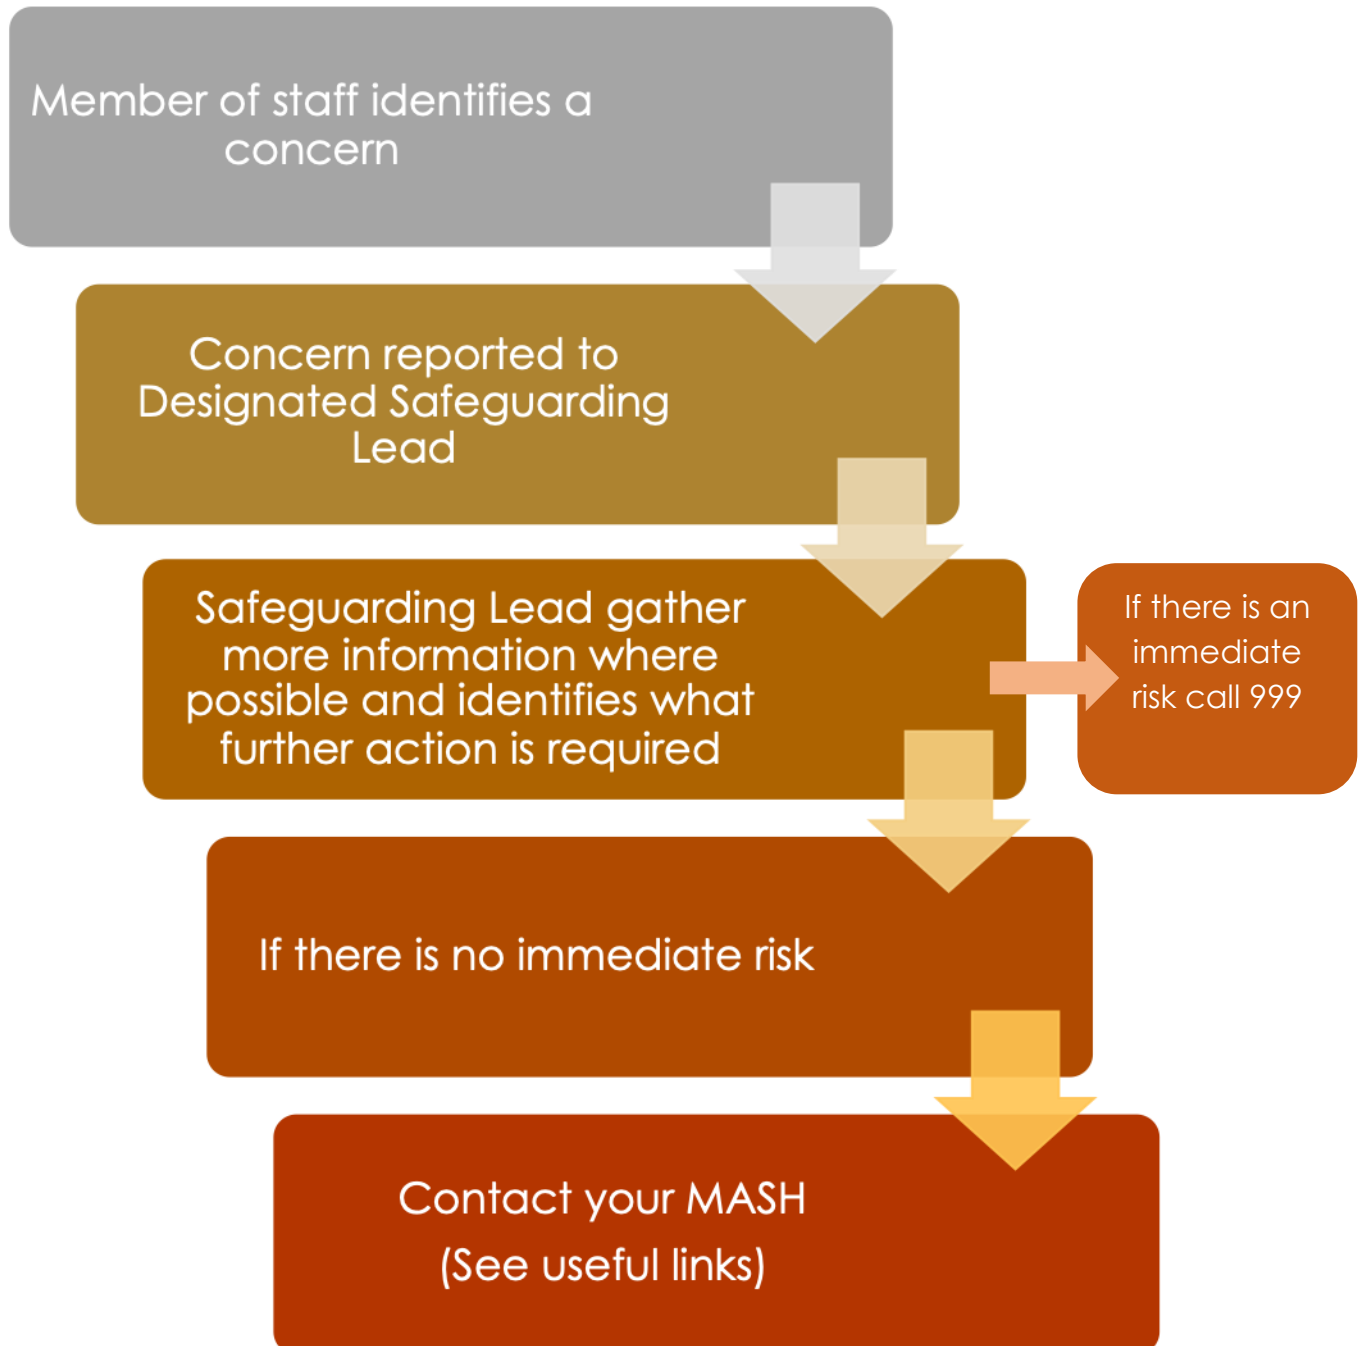 Member of staff identifies a
concern
Concern reported to
Designated Safeguarding
Lead
Safeguarding Lead gather
more information where
possible and identifies what
further action is required
If there is an
immediate
risk call 999
If there is no immediate risk
Contact your MASH
(See useful links)